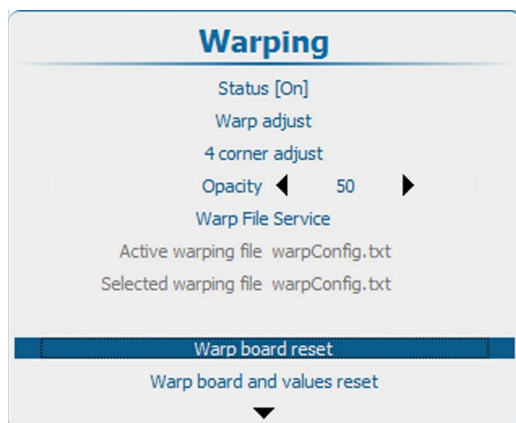 Warping
Status [On]
Warp adjust
4 corner adjust
Opacity 50
Warp File Service
Active warping file warpConfig.txt
Selected warping file warpConfig.txt
Warp board reset
Warp board and values reset